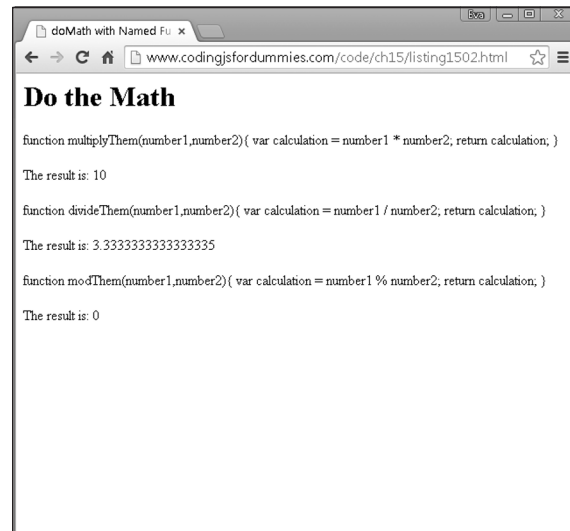 Eva
doMath with Named Fu
www.codingjsfordummies.com/code/ch15/listing1502.html
Do the Math
function multiplyThem(number1,number2){ var calculation = number1 * number2; return calculation; }
The result is: 10
function divideThem(number1,number2){ var calculation = number1 / number2; return calculation; }
The result is: 3.3333333333333335
function modThem(number1,number2){ var calculation = number1 % number2; return calculation; }
The result is: 0